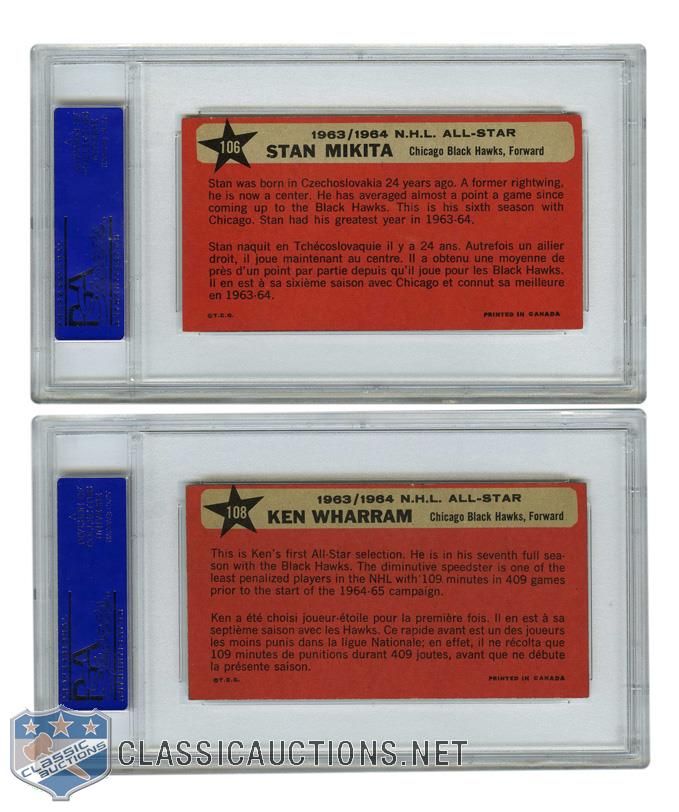 106
1963/1964 N.H.L. ALL-STAR
STAN MIKITA Chicago Black Hawks, Forward
Stan was born in Czechoslovakia 24 years ago. A former rightwing,
he is now a center. He has averaged almost a point a game since
coming up to the Black Hawks. This is his sixth season with
Chicago. Stan had his greatest year in 1963-64.
Stan naquit en Tchécoslovaquie il y a 24 ans. Autrefois un ailier
droit, il joue maintenant au centre. Il a obtenu une moyenne de
près d'un point par partie depuis qu'il joue pour les Black Hawks.
Il en est à sa sixième saison avec Chicago et connut sa meilleure
en 1963-64.
©T.C.G. PRINTED IN CANADA
PSA
108
1963/1964 N.H.L. ALL-STAR
KEN WHARRAM Chicago Black Hawks, Forward
This is Ken's first All-Star selection. He is in his seventh full sea-
son with the Black Hawks. The diminutive speedster is one of the
least penalized players in the NHL with 109 minutes in 409 games
prior to the start of the 1964-65 campaign.
Ken a été choisi joueur-étoile pour la première fois. Il en est à sa
septième saison avec les Hawks. Ce rapide avant est un des joueurs
les moins punis dans la ligue Nationale; en effet, il ne récolta que
109 minutes de punitions durant 409 joutes, avant que ne débute
la présente saison.
©T.C.G. PRINTED IN CANADA
PSA
CLASSIC AUCTIONS
CLASSICAUCTIONS.NET